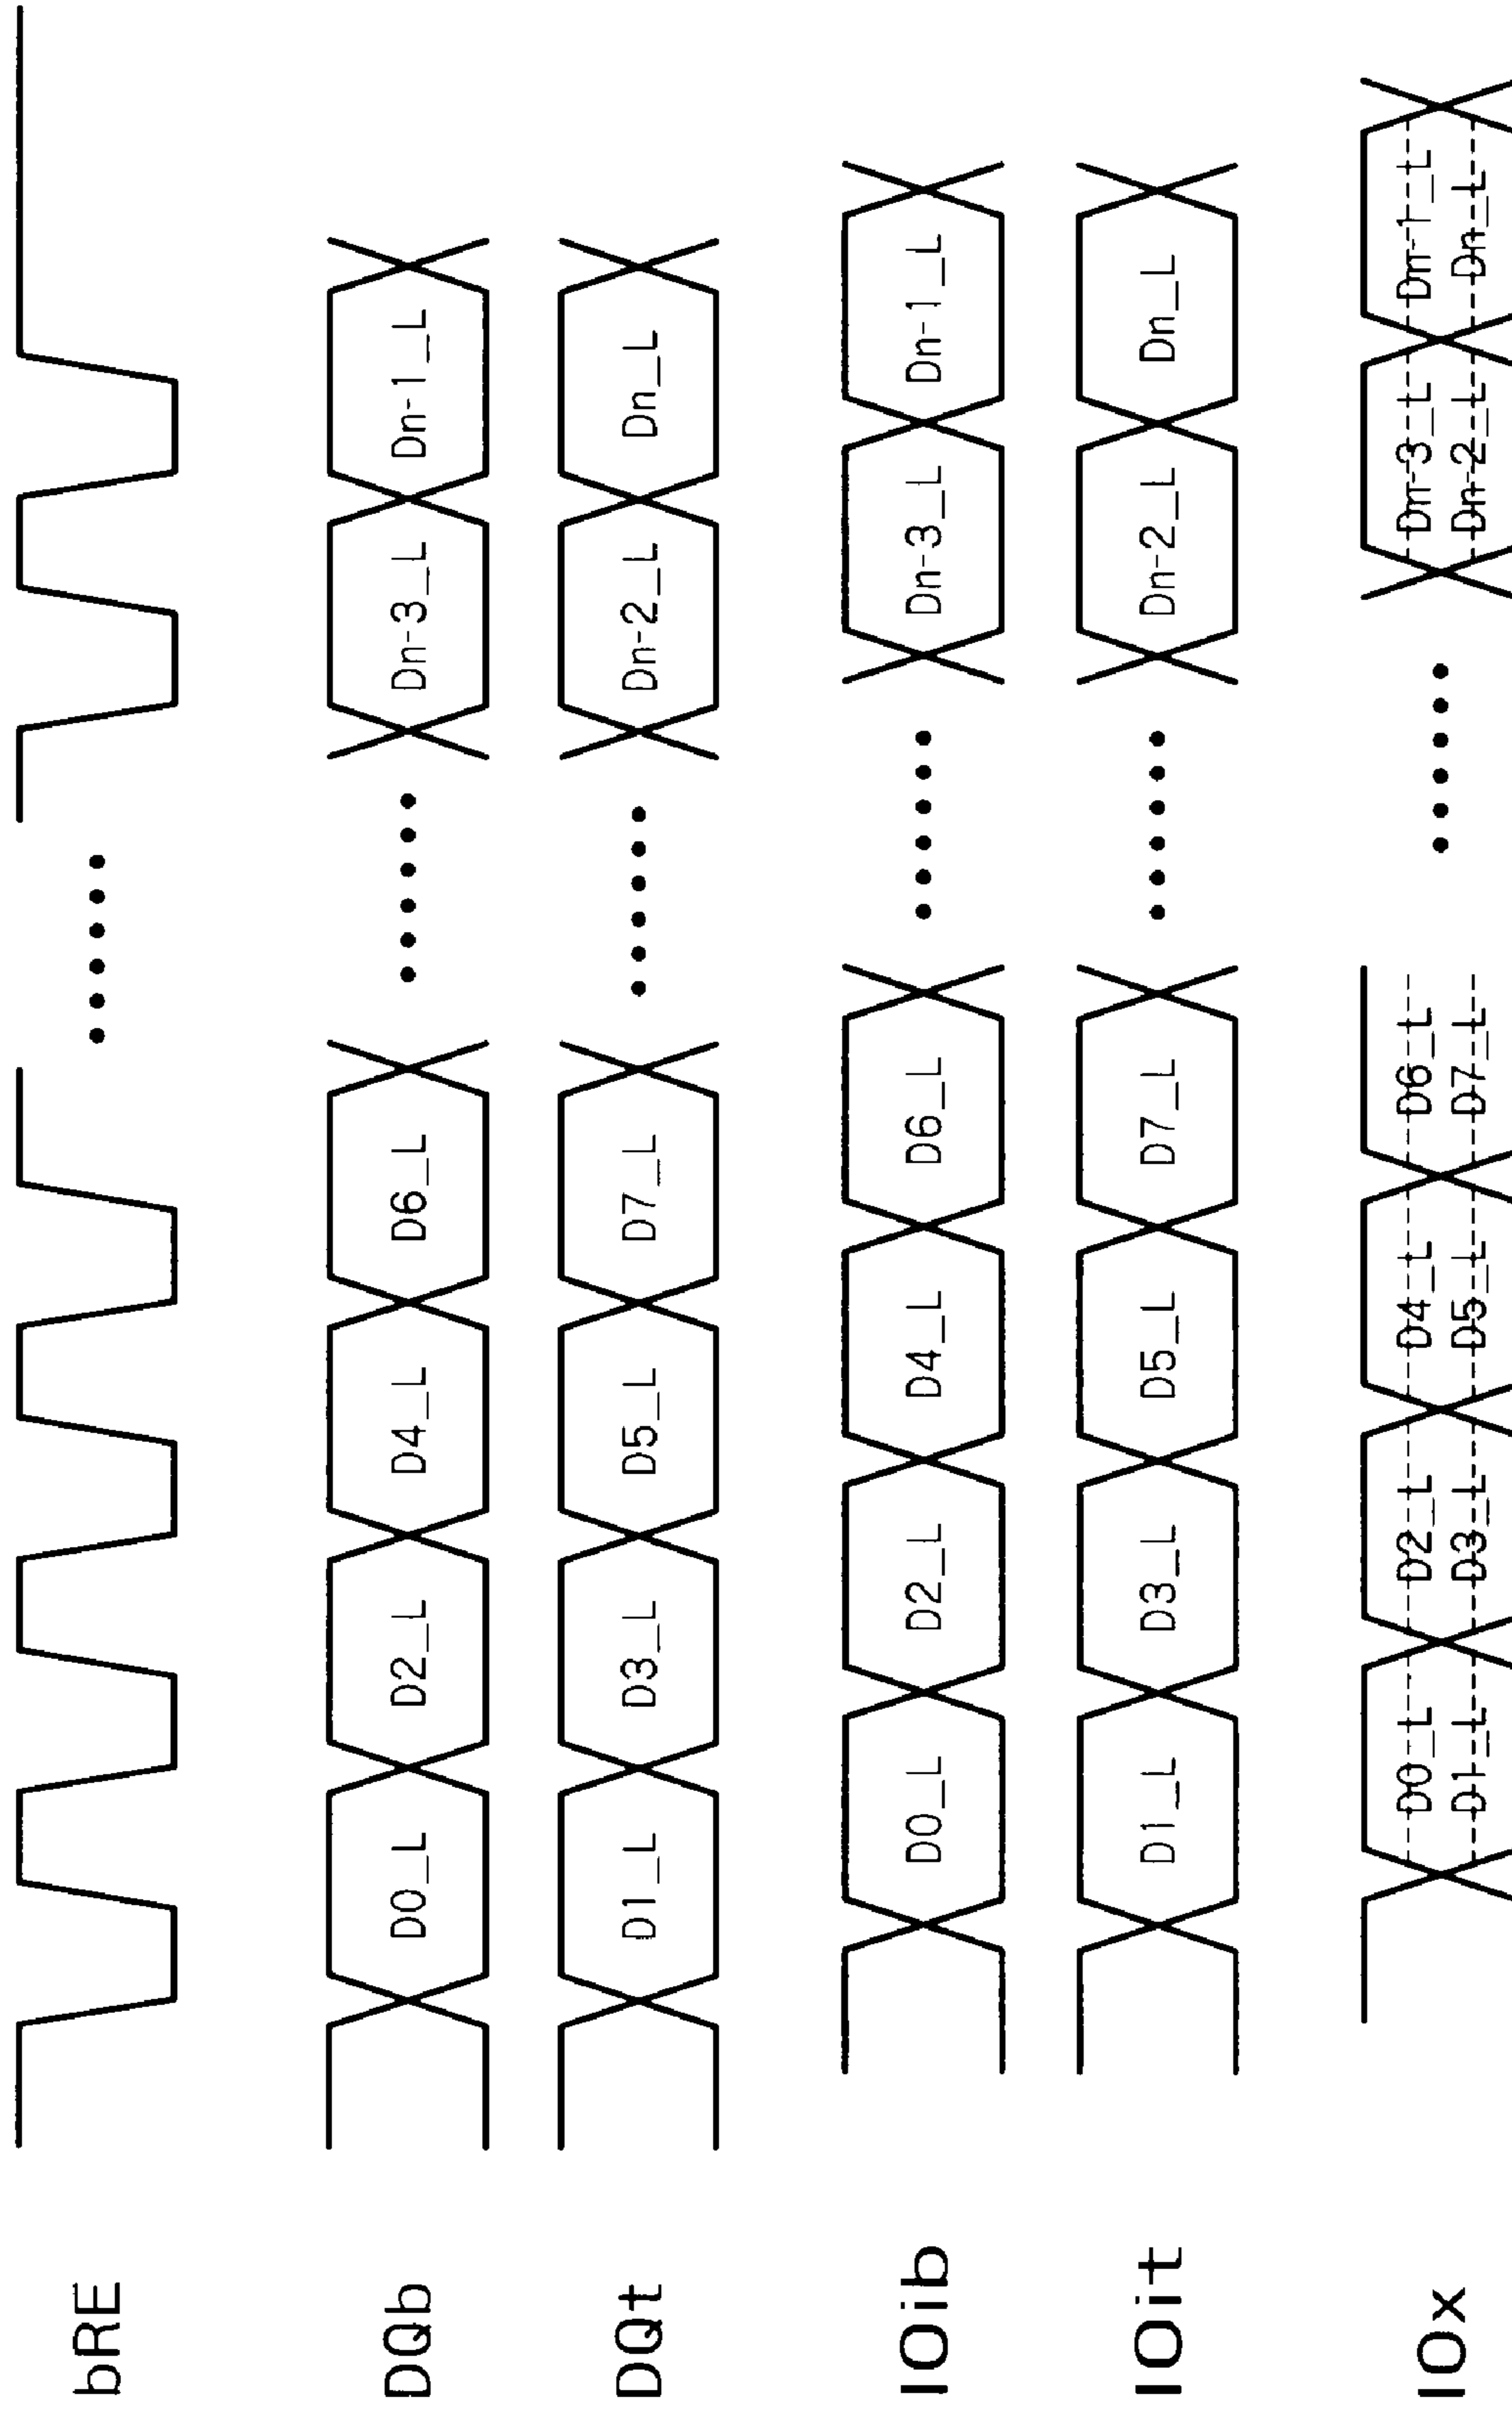 bRE
DQb D0_L D2_L D4_L D6_L Dn-3_L Dn-1_L
DQt D1_L D3_L D5_L D7_L Dn-2_L Dn_L
IOib D0_L D2_L D4_L D6_L Dn-3_L Dn-1_L
IOit D1_L D3_L D5_L D7_L Dn-2_L Dn_L
IOx D0_L D2_L D4_L D6_L Dn-3_L Dn-1_L
D1_L D3_L D5_L D7_L Dn-2_L Dn_L